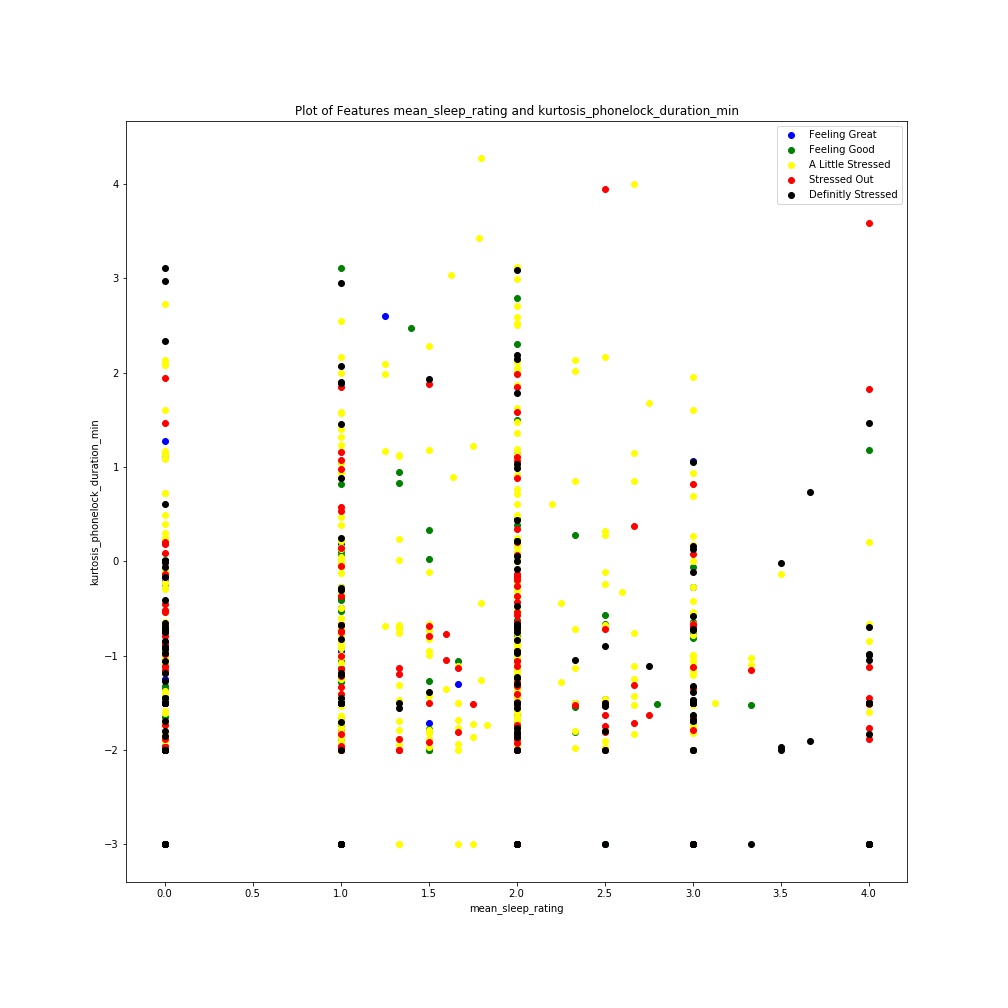 Plot of Features mean_sleep_rating and kurtosis_phonelock_duration_min
Feeling Great
Feeling Good
A Little Stressed
Stressed Out
Definitly Stressed
4
3
2
1
0
−1
−2
−3
kurtosis_phonelock_duration_min
0.0 0.5 1.0 1.5 2.0 2.5 3.0 3.5 4.0
mean_sleep_rating